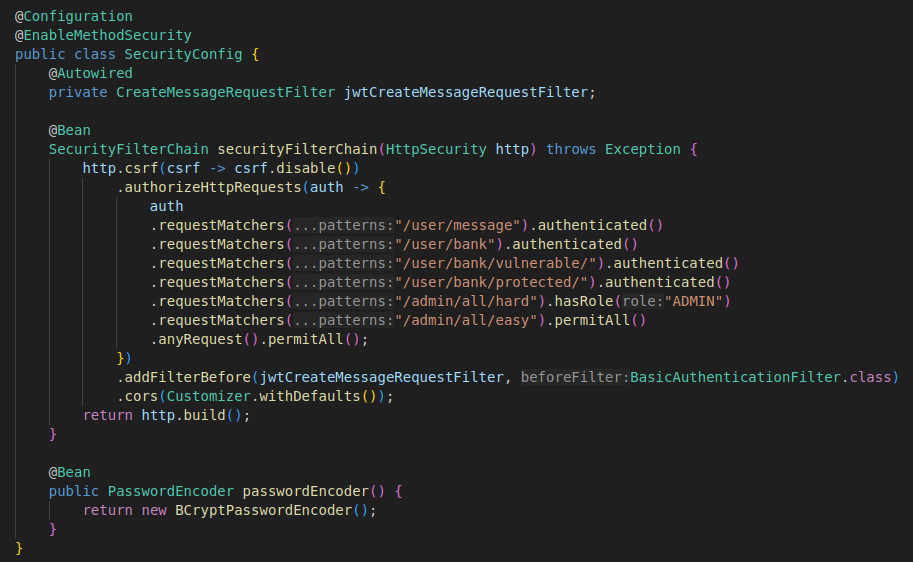 @Configuration
@EnableMethodSecurity
public class SecurityConfig {
    @Autowired
    private CreateMessageRequestFilter jwtCreateMessageRequestFilter;

    @Bean
    SecurityFilterChain securityFilterChain(HttpSecurity http) throws Exception {
        http.csrf(csrf -> csrf.disable())
            .authorizeHttpRequests(auth -> {
                auth
                .requestMatchers(...patterns:"/user/message").authenticated()
                .requestMatchers(...patterns:"/user/bank").authenticated()
                .requestMatchers(...patterns:"/user/bank/vulnerable/").authenticated()
                .requestMatchers(...patterns:"/user/bank/protected/").authenticated()
                .requestMatchers(...patterns:"/admin/all/hard").hasRole(role:"ADMIN")
                .requestMatchers(...patterns:"/admin/all/easy").permitAll()
                .anyRequest().permitAll();
            })
            .addFilterBefore(jwtCreateMessageRequestFilter, beforeFilter:BasicAuthenticationFilter.class)
            .cors(Customizer.withDefaults());
        return http.build();
    }

    @Bean
    public PasswordEncoder passwordEncoder() {
        return new BCryptPasswordEncoder();
    }
}